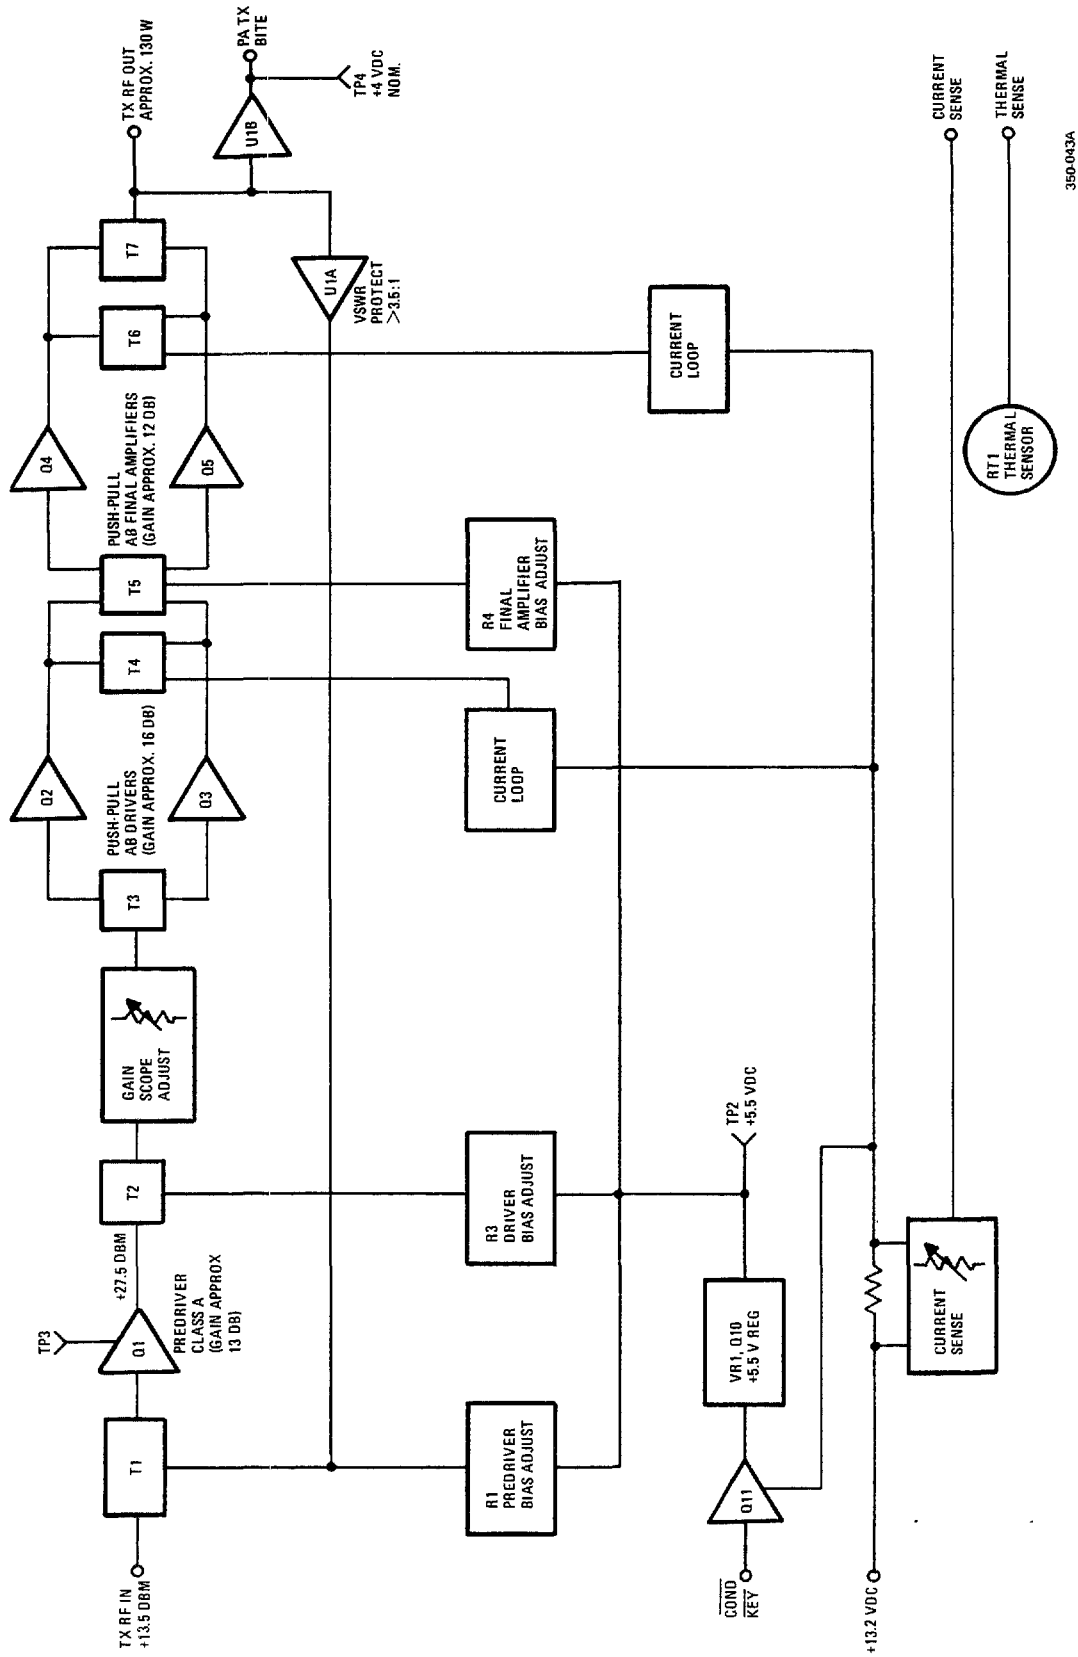 TX RF IN
+13.5 DBM
T1
TP3
Q1
PREDRIVER
CLASS A
(GAIN APPROX
13 DB)
+27.5 DBM
T2
GAIN
SCOPE
ADJUST
T3
Q2
Q3
PUSH-PULL
AB DRIVERS
(GAIN APPROX. 16 DB)
T4
T5
Q4
Q5
PUSH-PULL
AB FINAL AMPLIFIERS
(GAIN APPROX. 12 DB)
T6
T7
TX RF OUT
APPROX. 130W
U1B
PA TX
BITE
TP4
+4 VDC
NOM.
U1A
VSWR
PROTECT
>3.5:1
R1
PREDRIVER
BIAS ADJUST
R3
DRIVER
BIAS ADJUST
CURRENT
LOOP
R4
FINAL
AMPLIFIER
BIAS ADJUST
CURRENT
LOOP
COND
KEY
Q11
VR1, Q10
+5.5 V REG
TP2
+5.5 VDC
+13.2 VDC
CURRENT
SENSE
RT1
THERMAL
SENSOR
CURRENT
SENSE
THERMAL
SENSE
350-043A